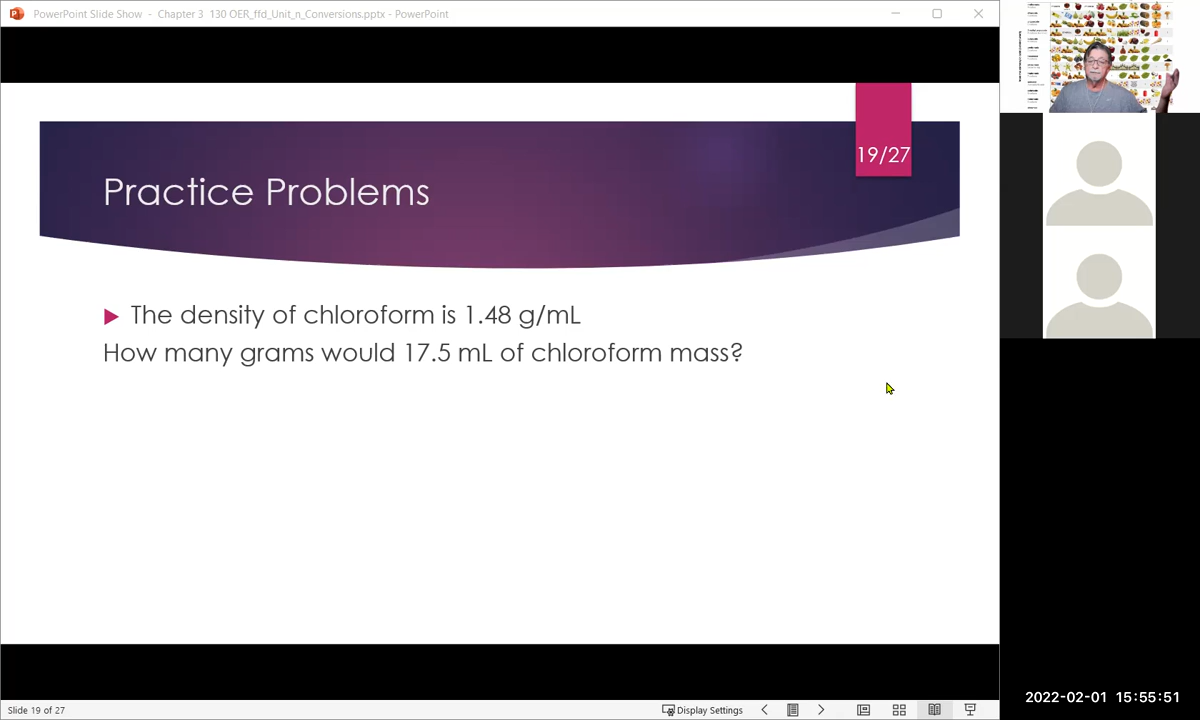 PowerPoint Slide Show - Chapter 3 130 OER_ffd_Unit_n_Conversions.pptx - PowerPoint
19/27
Practice Problems
The density of chloroform is 1.48 g/mL
How many grams would 17.5 mL of chloroform mass?
2022-02-01 15:55:51
Slide 19 of 27
Display Settings